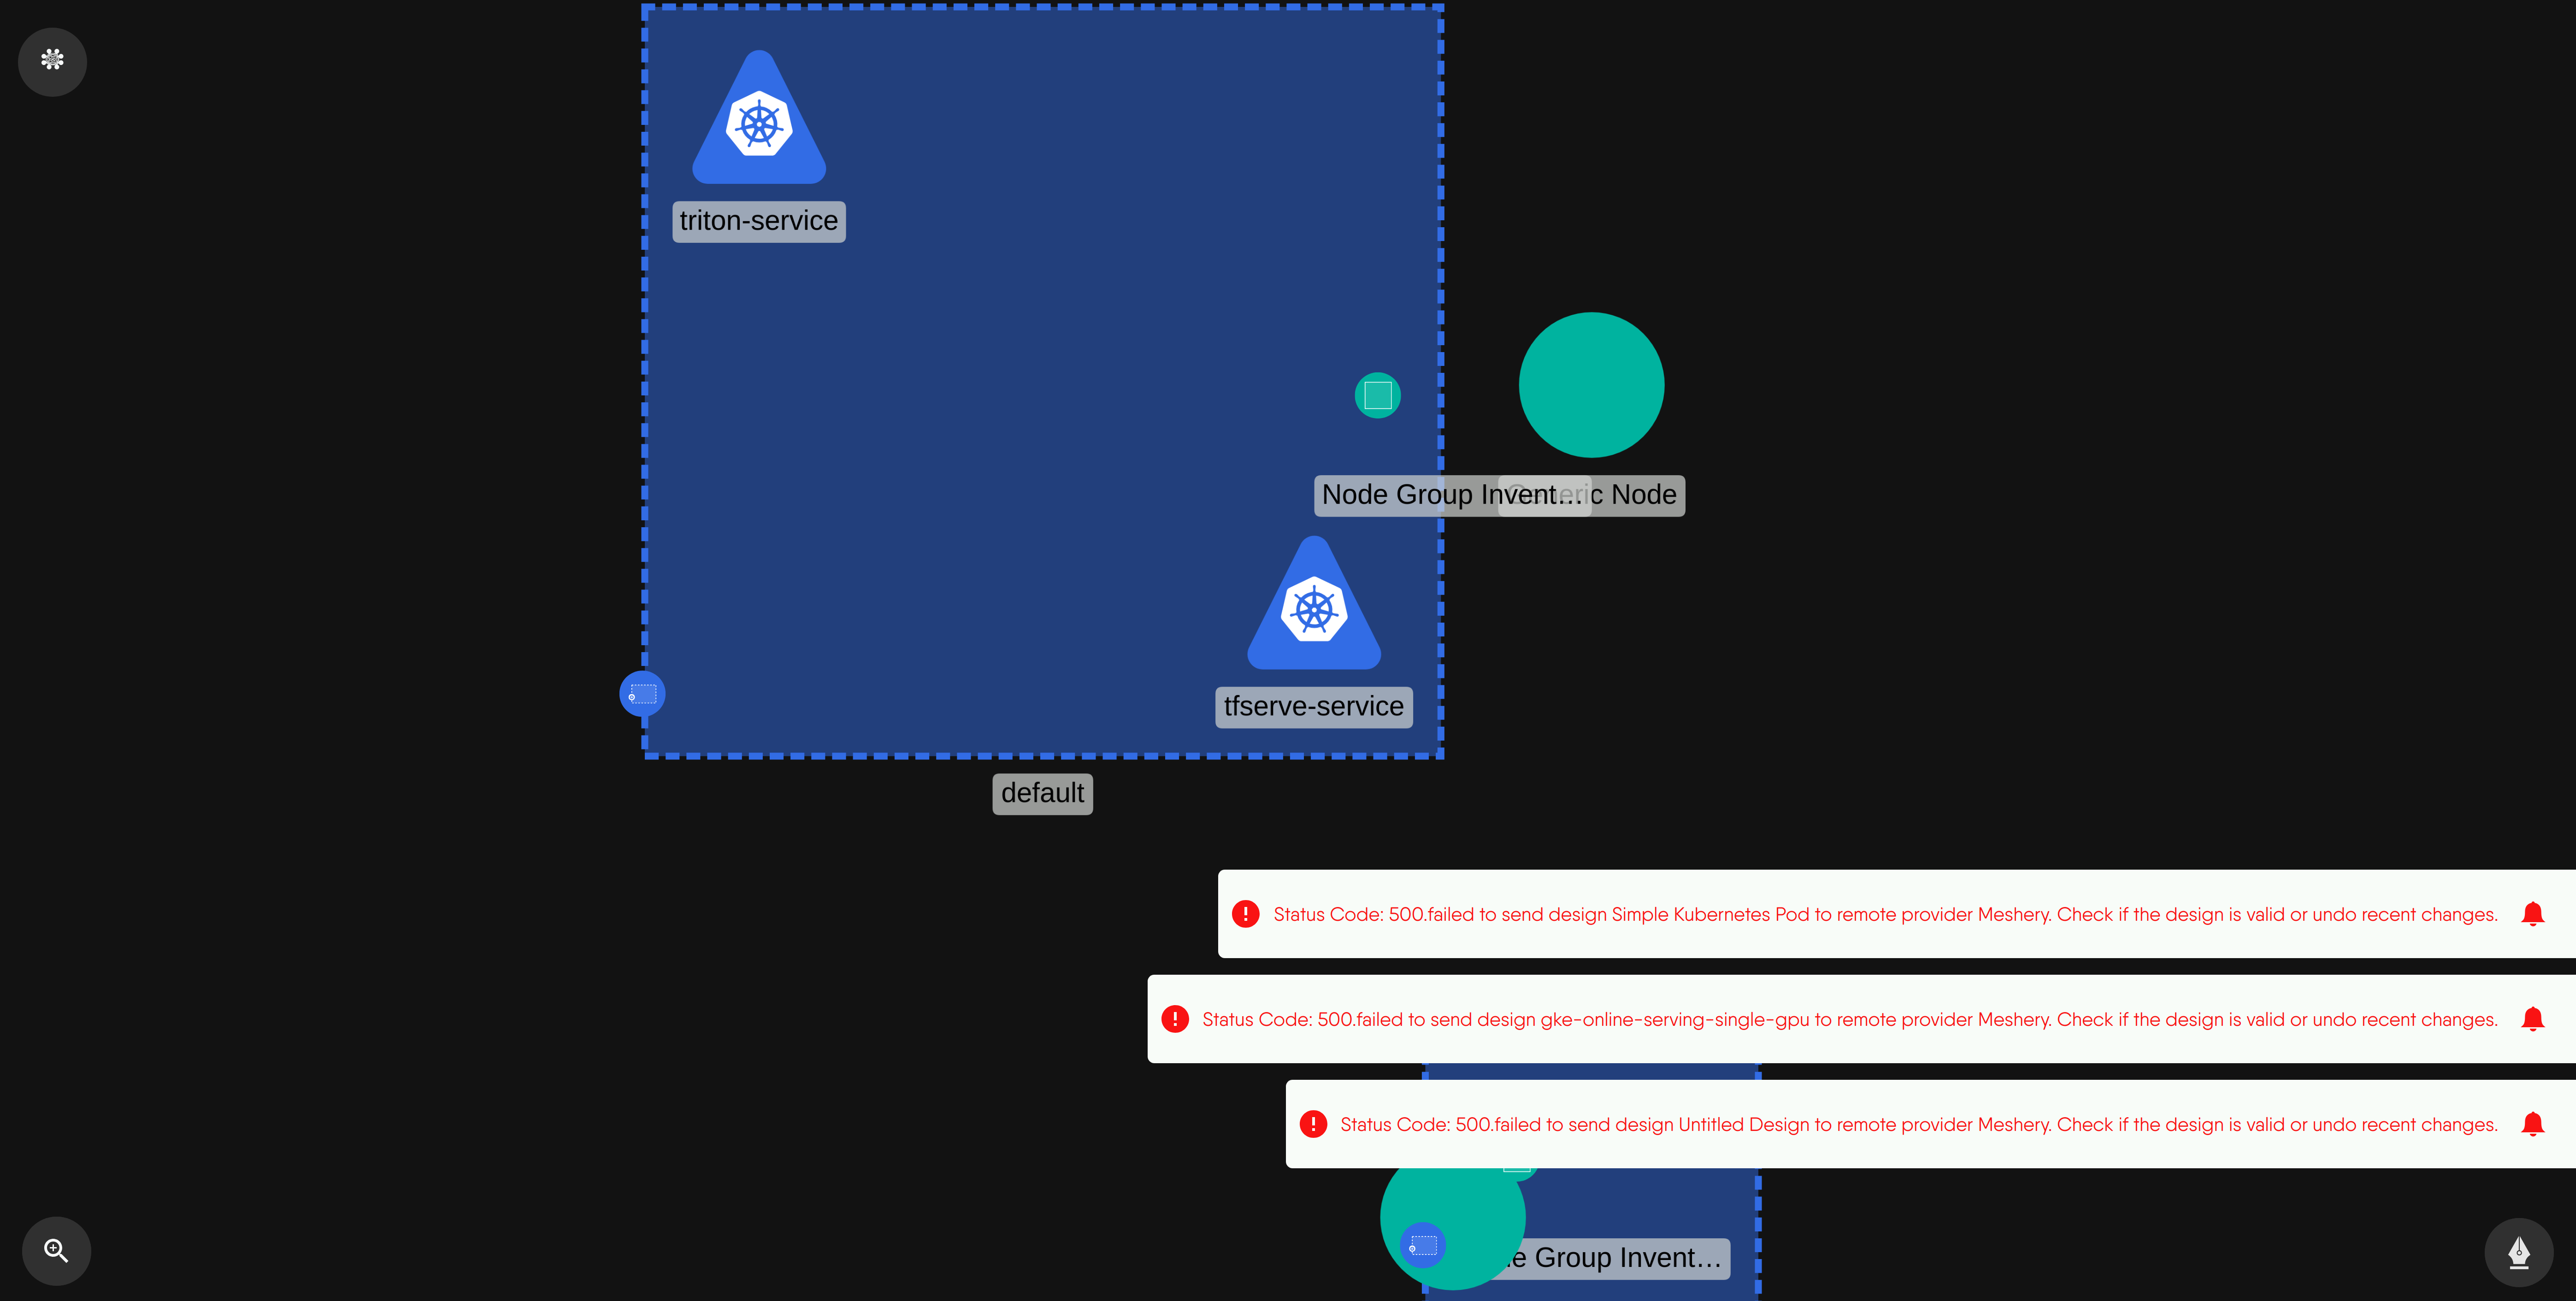 triton-service
Node Group Invent...
Node
tfserve-service
default
Status Code: 500.failed to send design Simple Kubernetes Pod to remote provider Meshery. Check if the design is valid or undo recent changes.
Status Code: 500.failed to send design gke-online-serving-single-gpu to remote provider Meshery. Check if the design is valid or undo recent changes.
Status Code: 500.failed to send design Untitled Design to remote provider Meshery. Check if the design is valid or undo recent changes.
Group Invent...